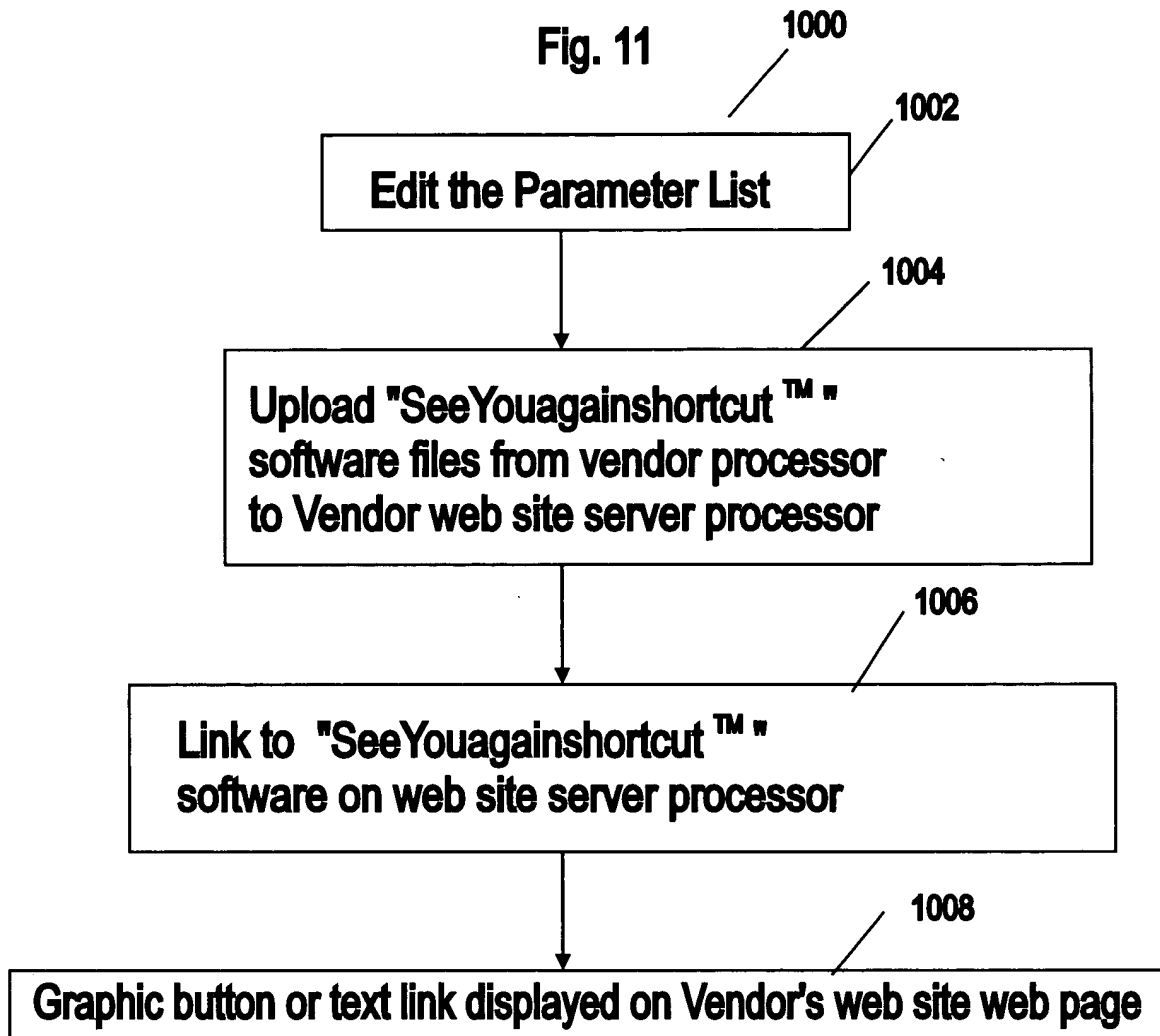 Fig. 11
1000
1002
Edit the Parameter List
1004
Upload "SeeYouagainshortcut ™ "
software files from vendor processor
to Vendor web site server processor
1006
Link to "SeeYouagainshortcut ™ "
software on web site server processor
1008
Graphic button or text link displayed on Vendor's web site web page